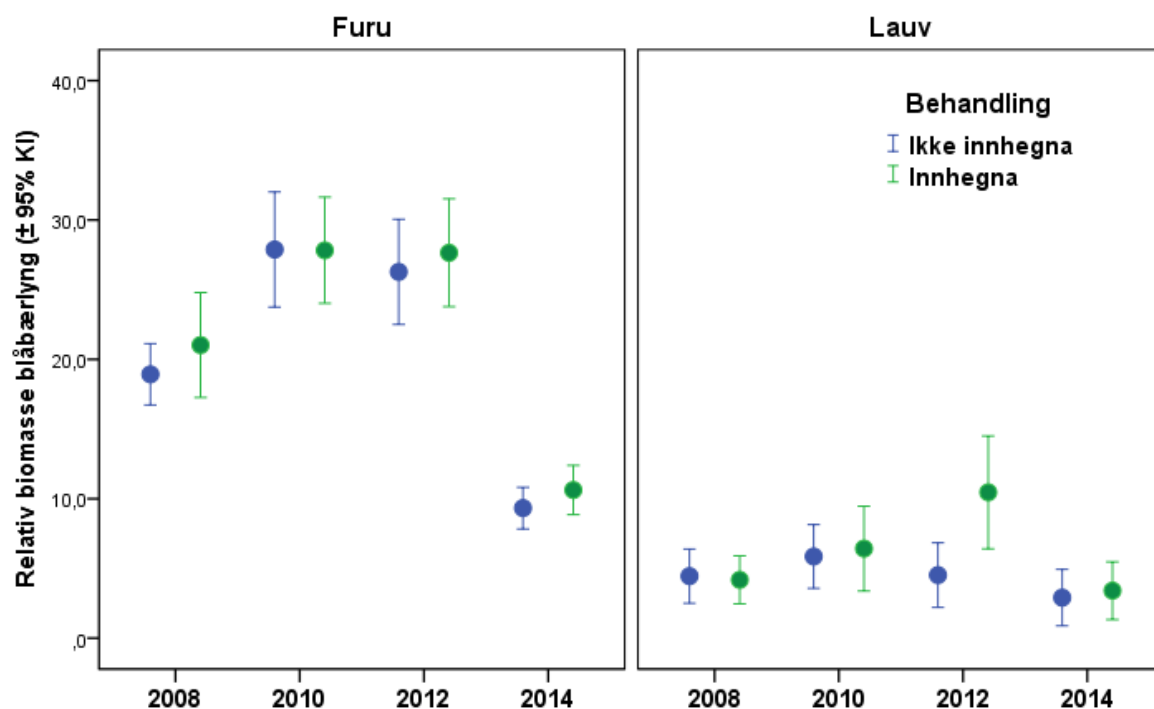 Furu
Lauv
Relativ biomasse blåbærlyng (± 95% KI)
40,0
30,0
20,0
10,0
,0
Behandling
Ikke innhegna
Innhegna
2008 2010 2012 2014
2008 2010 2012 2014